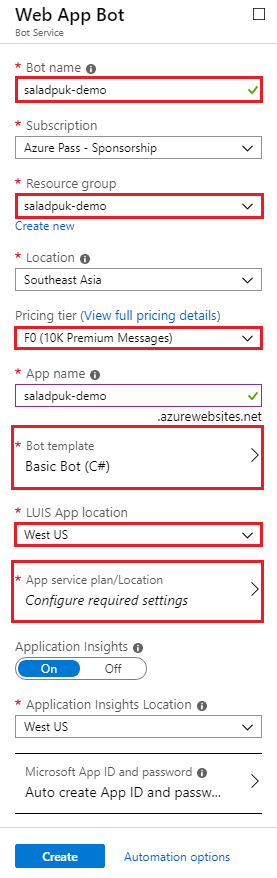 Web App Bot
Bot Service
* Bot name
saladpuk-demo
* Subscription
Azure Pass - Sponsorship
* Resource group
saladpuk-demo
Create new
* Location
Southeast Asia
Pricing tier (View full pricing details)
F0 (10K Premium Messages)
* App name
saladpuk-demo
.azurewebsites.net
* Bot template
Basic Bot (C#)
* LUIS App location
West US
* App service plan/Location
Configure required settings
Application Insights
On Off
* Application Insights Location
West US
Microsoft App ID and password
Auto create App ID and passw...
Create Automation options